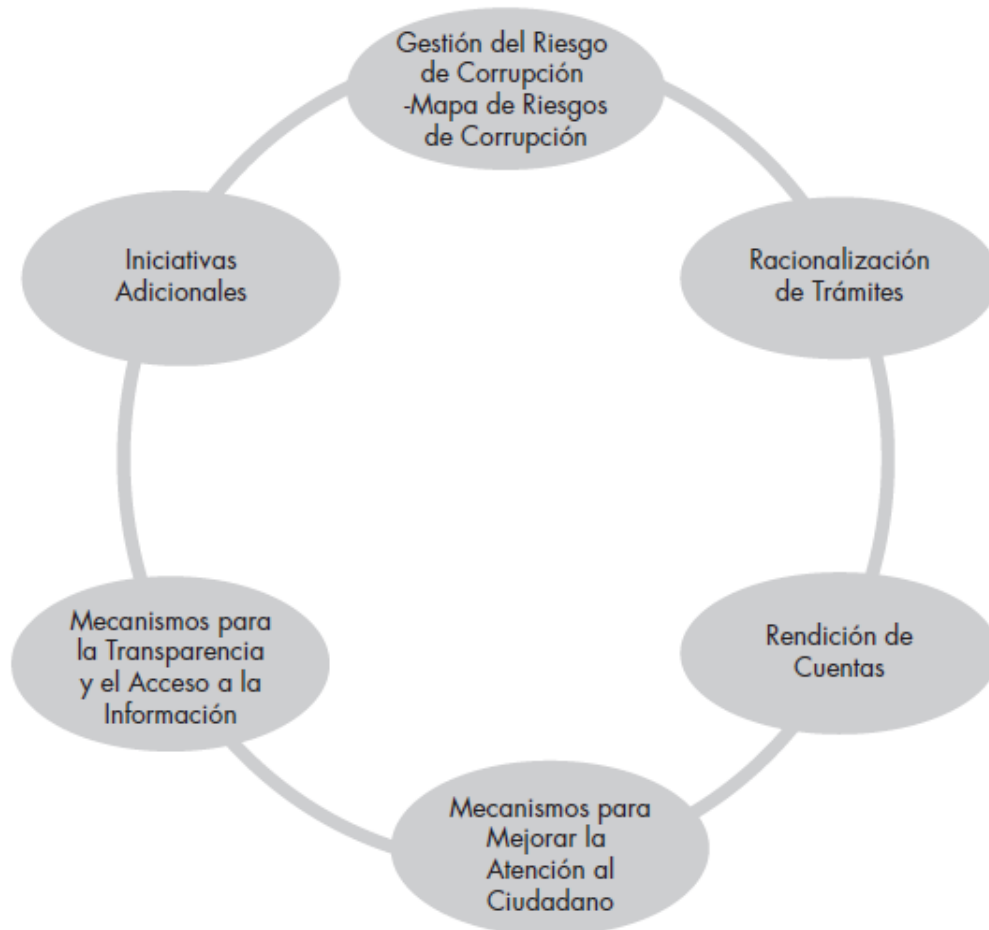 Gestión del Riesgo
de Corrupción
-Mapa de Riesgos
de Corrupción
Racionalización
de Trámites
Rendición de
Cuentas
Mecanismos para
Mejorar la
Atención al
Ciudadano
Mecanismos para
la Transparencia
y el Acceso a la
Información
Iniciativas
Adicionales